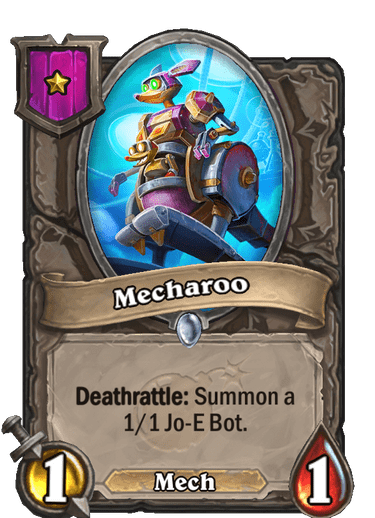 Mecharoo
Deathrattle: Summon a
1/1 Jo-E Bot.
1
Mech
1